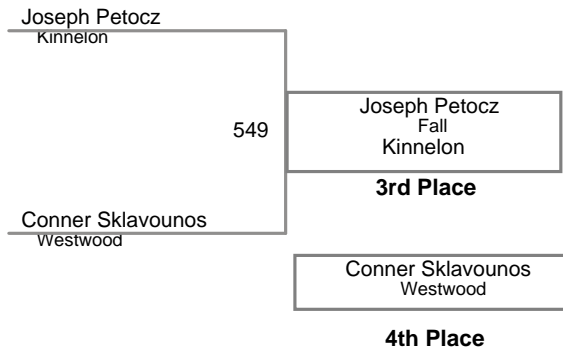 Joseph Petocz
Kinnelon
549
Joseph Petocz
Fall
Kinnelon
3rd Place
Conner Sklavounos
Westwood
Conner Sklavounos
Westwood
4th Place